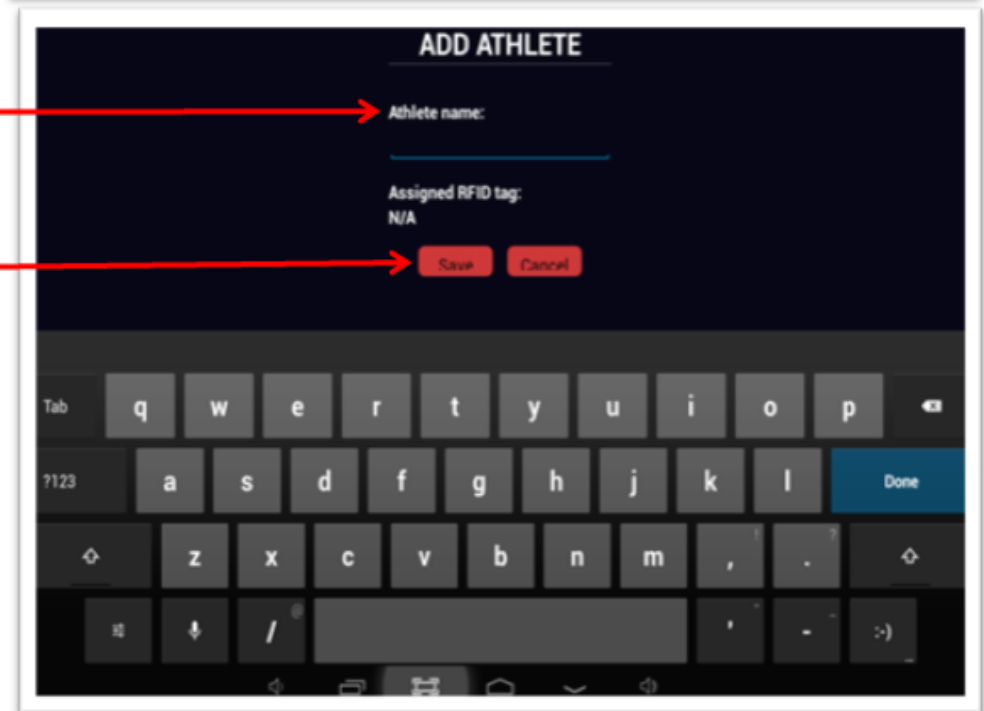 ADD ATHLETE
Athlete name:
Assigned RFID tag:
N/A
Save Cancel
Tab q w e r t y u i o p
?123 a s d f g h j k l Done
z x c v b n m , ! . ?
/ @ ' " - _ :-)